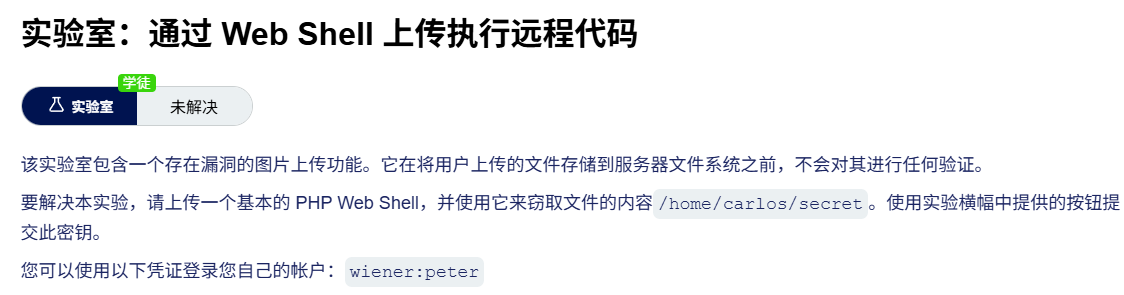 实验室：通过 Web Shell 上传执行远程代码
学徒
实验室 未解决
该实验室包含一个存在漏洞的图片上传功能。它在将用户上传的文件存储到服务器文件系统之前，不会对其进行任何验证。
要解决本实验，请上传一个基本的 PHP Web Shell，并使用它来窃取文件的内容 /home/carlos/secret 。使用实验横幅中提供的按钮提
交此密钥。
您可以使用以下凭证登录您自己的帐户： wiener:peter